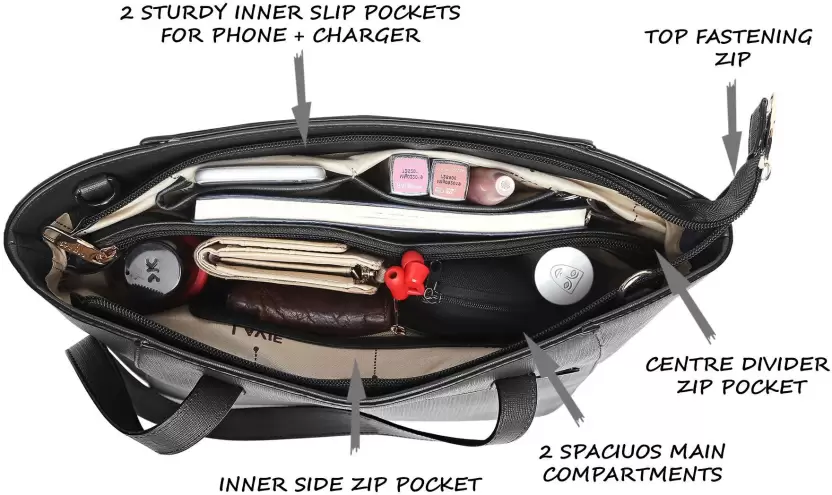 2 STURDY INNER SLIP POCKETS
FOR PHONE + CHARGER
TOP FASTENING
ZIP
CENTRE DIVIDER
ZIP POCKET
2 SPACIUOS MAIN
COMPARTMENTS
INNER SIDE ZIP POCKET